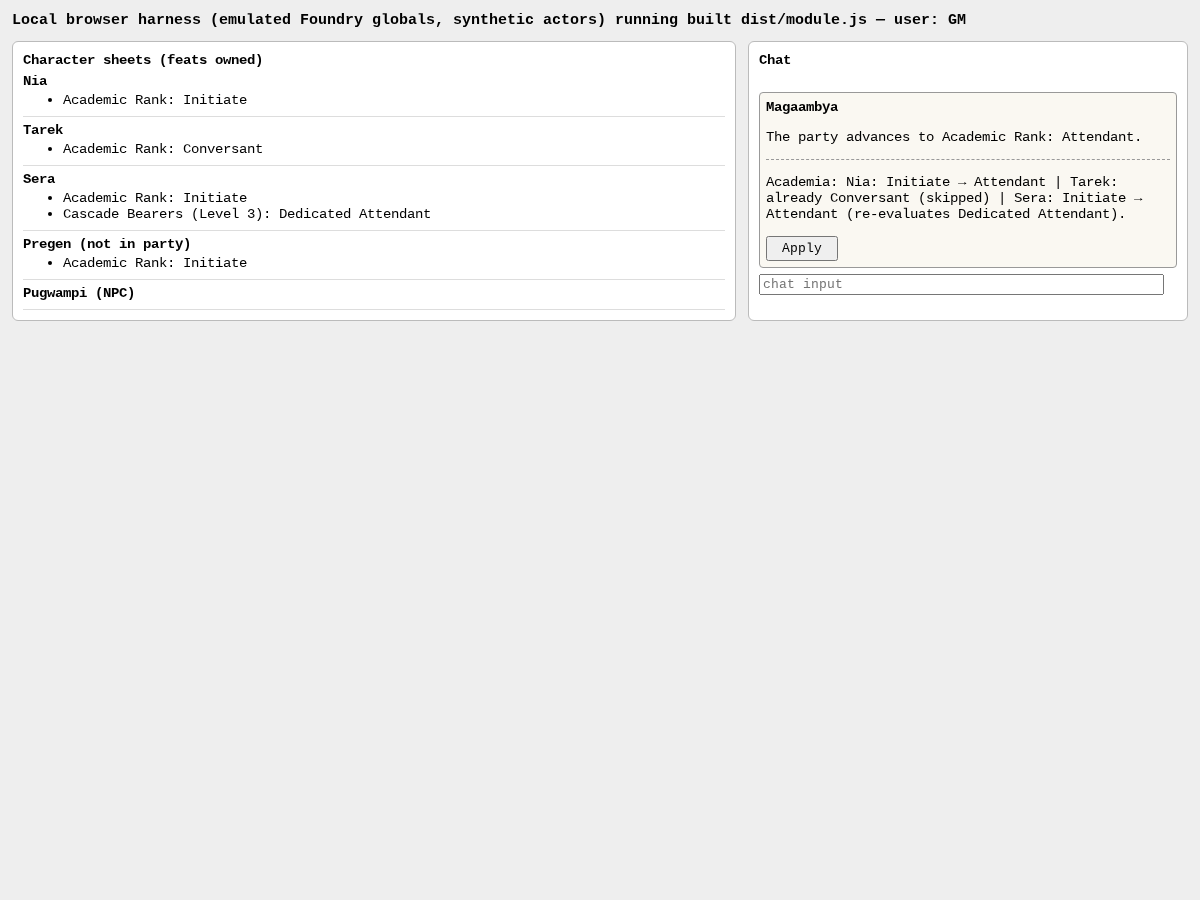 Local browser harness (emulated Foundry globals, synthetic actors) running built dist/module.js — user: GM
Character sheets (feats owned)
Nia
• Academic Rank: Initiate
Tarek
• Academic Rank: Conversant
Sera
• Academic Rank: Initiate
• Cascade Bearers (Level 3): Dedicated Attendant
Pregen (not in party)
• Academic Rank: Initiate
Pugwampi (NPC)
Chat
Magaambya
The party advances to Academic Rank: Attendant.
Academia: Nia: Initiate → Attendant | Tarek:
already Conversant (skipped) | Sera: Initiate →
Attendant (re-evaluates Dedicated Attendant).
Apply
chat input